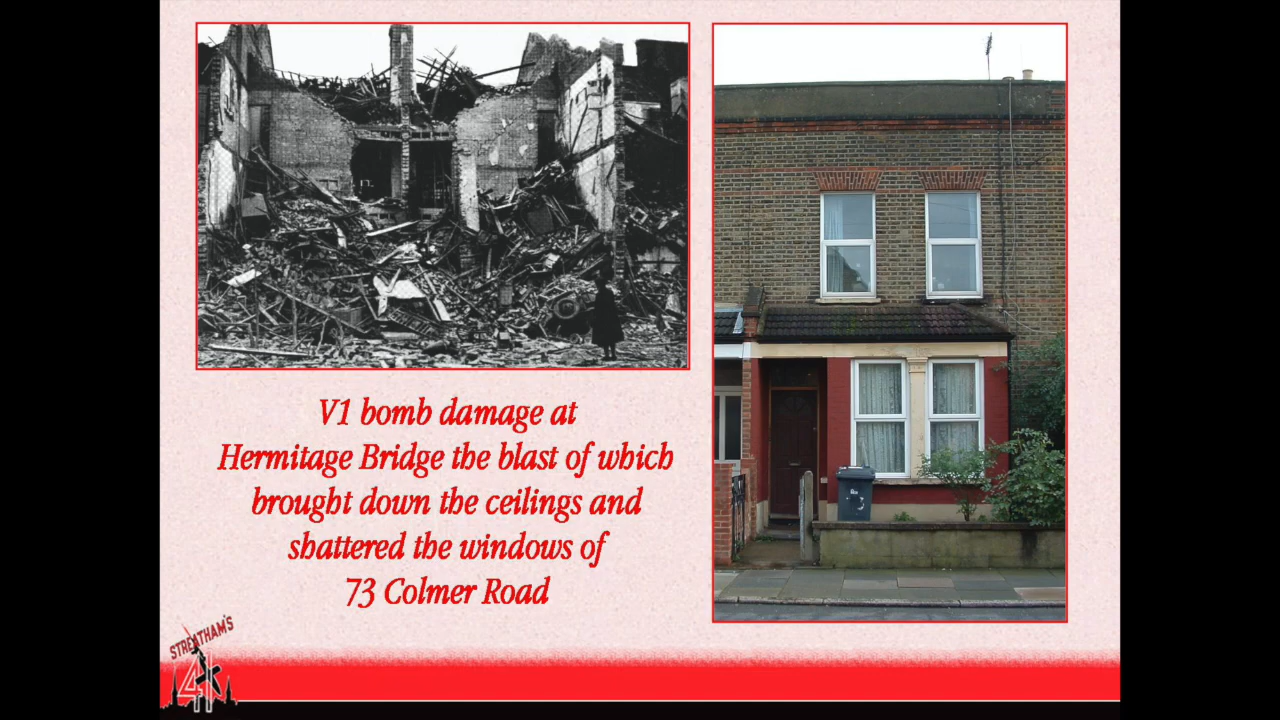 V1 bomb damage at
Hermitage Bridge the blast of which
brought down the ceilings and
shattered the windows of
73 Colmer Road
STREATHAM'S
41